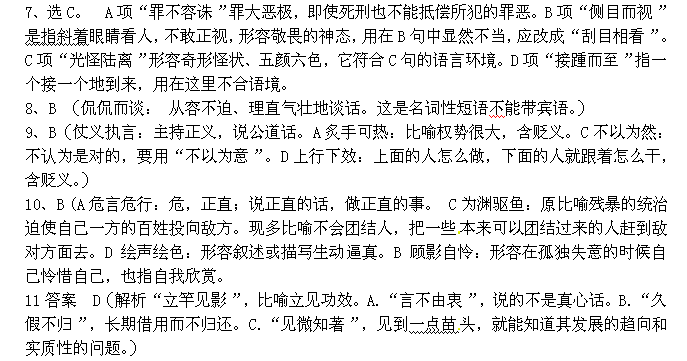 7、选C。 A项“罪不容诛”罪大恶极，即使死刑也不能抵偿所犯的罪恶。B项“侧目而视”
是指斜着眼睛看人，不敢正视，形容敬畏的神态，用在B句中显然不当，应改成“刮目相看”。
C项“光怪陆离”形容奇形怪状、五颜六色，它符合C句的语言环境。D项“接踵而至”指一
个接一个地到来，用在这里不合语境。
8、B （侃侃而谈： 从容不迫、理直气壮地谈话。这是名词性短语不能带宾语。）
9、B（仗义执言：主持正义，说公道话。A炙手可热：比喻权势很大，含贬义。C不以为然：
不认为是对的，要用“不以为意”。D上行下效：上面的人怎么做，下面的人就跟着怎么干，
含贬义。）
10、B(A危言危行：危，正直；说正直的话，做正直的事。 C为渊驱鱼：原比喻残暴的统治
迫使自己一方的百姓投向敌方。现多比喻不会团结人，把一些本来可以团结过来的人赶到敌
对方面去。D 绘声绘色：形容叙述或描写生动逼真。B 顾影自怜：形容在孤独失意的时候自
己怜惜自己，也指自我欣赏。
11 答案 D（解析“立竿见影”，比喻立见功效。A.“言不由衷”，说的不是真心话。B.“久
假不归”，长期借用而不归还。C.“见微知著”，见到一点苗头，就能知道其发展的趋向和
实质性的问题。）